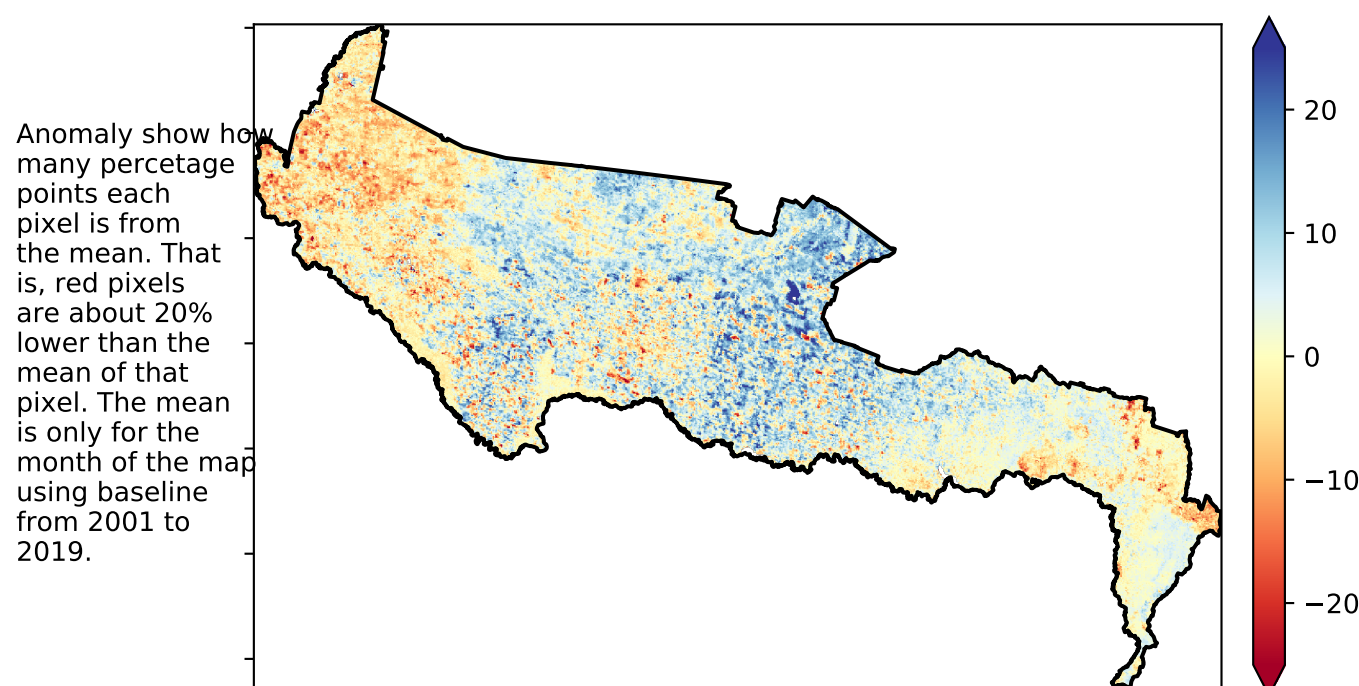 Anomaly show how
many percetage
points each
pixel is from
the mean. That
is, red pixels
are about 20%
lower than the
mean of that
pixel. The mean
is only for the
month of the map
using baseline
from 2001 to
2019.
20
10
0
−10
−20